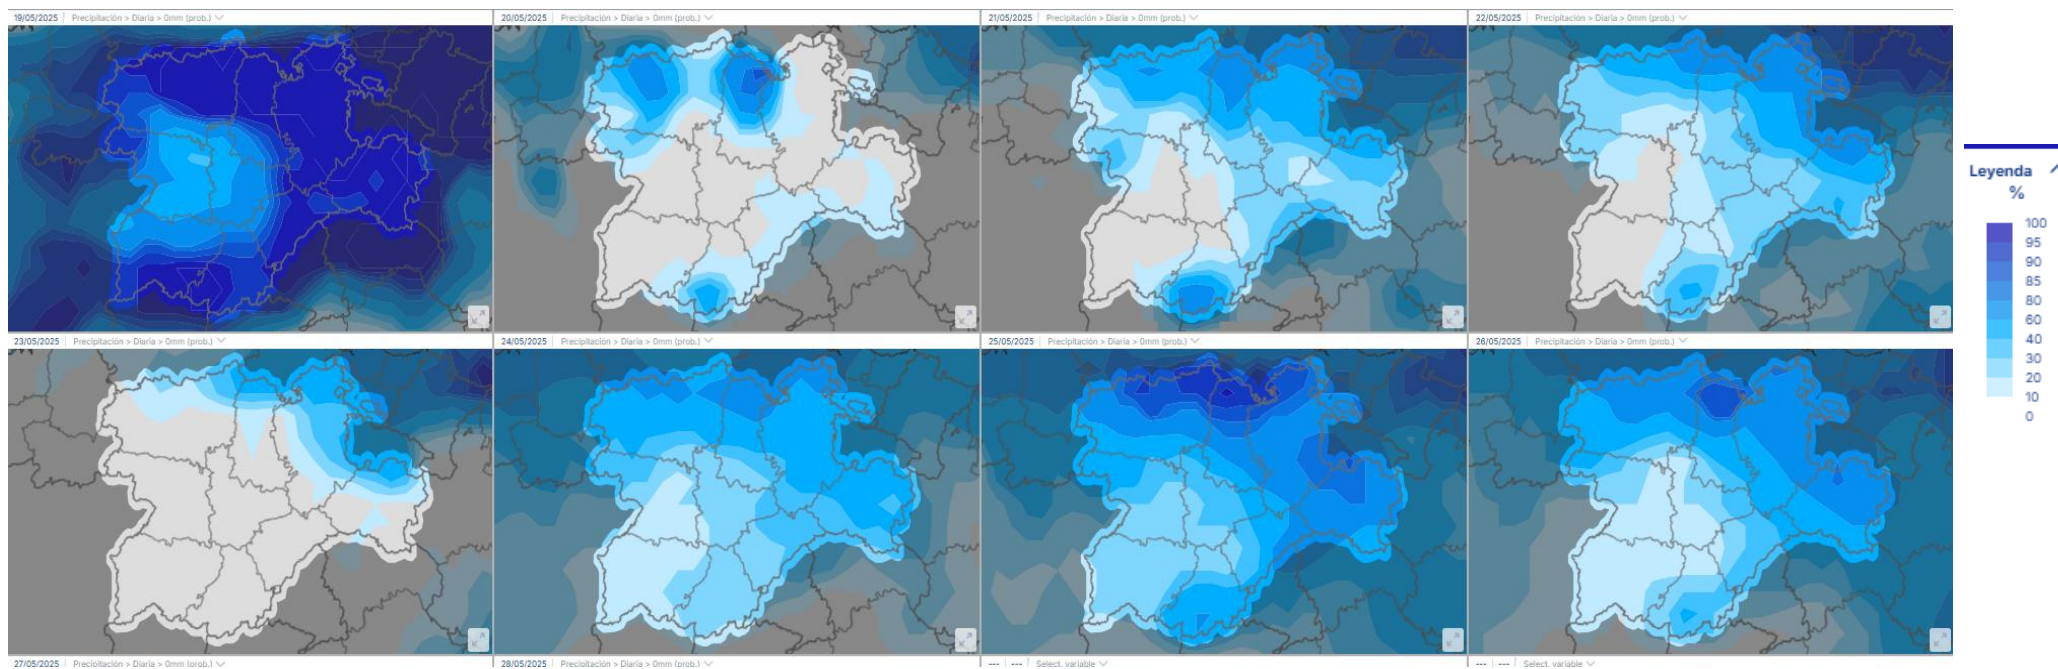 19/05/2025 Precipitación > Diaria > 0mm (prob.)
20/05/2025 Precipitación > Diaria > 0mm (prob.)
21/05/2025 Precipitación > Diaria > 0mm (prob.)
22/05/2025 Precipitación > Diaria > 0mm (prob.)
Leyenda
%
100
95
90
85
80
60
40
30
20
10
0
23/05/2025 Precipitación > Diaria > 0mm (prob.)
24/05/2025 Precipitación > Diaria > 0mm (prob.)
25/05/2025 Precipitación > Diaria > 0mm (prob.)
26/05/2025 Precipitación > Diaria > 0mm (prob.)
27/05/2025 Precipitación > Diaria > 0mm (prob.)
28/05/2025 Precipitación > Diaria > 0mm (prob.)
--- --- Select. variable
--- --- Select. variable